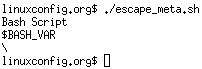 linuxconfig.org$ ./escape_meta.sh
Bash Script
$BASH_VAR
\
linuxconfig.org$